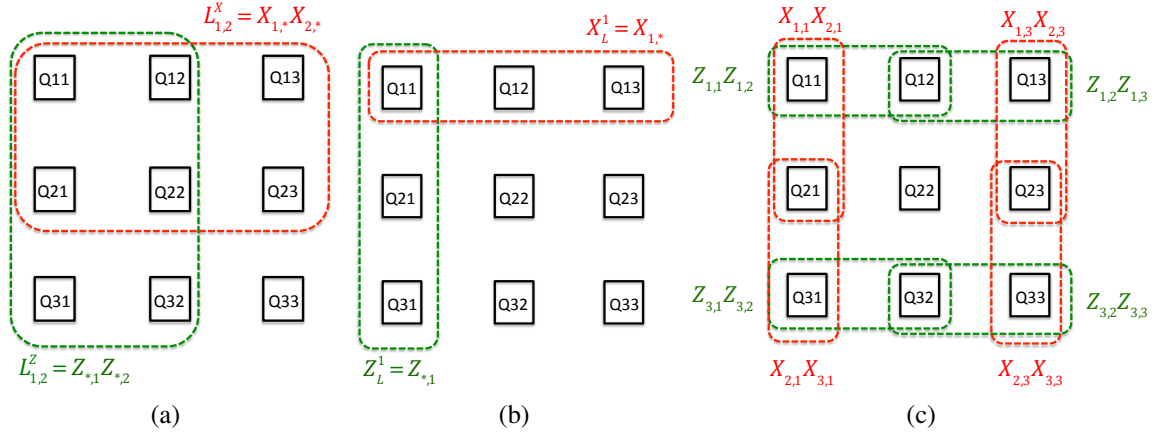 L^X_{1,2} = X_{1,*}X_{2,*}
Q11 Q12 Q13
Q21 Q22 Q23
Q31 Q32 Q33
L^Z_{1,2} = Z_{*,1}Z_{*,2}
(a)
X^1_L = X_{1,*}
Q11 Q12 Q13
Q21 Q22 Q23
Q31 Q32 Q33
Z^1_L = Z_{*,1}
(b)
X_{1,1}X_{2,1} X_{1,3}X_{2,3}
Z_{1,1}Z_{1,2} Q11 Q12 Q13 Z_{1,2}Z_{1,3}
Q21 Q22 Q23
Z_{3,1}Z_{3,2} Q31 Q32 Q33 Z_{3,2}Z_{3,3}
X_{2,1}X_{3,1} X_{2,3}X_{3,3}
(c)